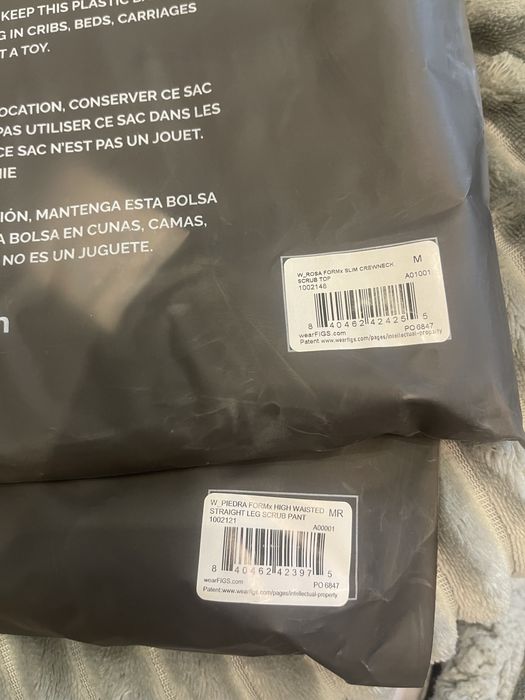 KEEP THIS PLASTIC
IN CRIBS, BEDS, CARRIAGES
T A TOY.
OCATION, CONSERVER CE SAC
PAS UTILISER CE SAC DANS LES
CE SAC N'EST PAS UN JOUET.
IE
IÓN, MANTENGA ESTA BOLSA
A BOLSA EN CUNAS, CAMAS,
NO ES UN JUGUETE.
W_ROSA FORMx SLIM CREWNECK M
SCRUB TOP A01001
1002146
8 40462 42425 5
wearFIGS.com PO 6847
Patent: www.wearfigs.com/pages/intellectual-property
W_PIEDRA FORMx HIGH WAISTED MR
STRAIGHT LEG SCRUB PANT
1002121 A00001
8 40462 42397 5
wearFIGS.com PO 6847
Patent:www.wearfigs.com/pages/intellectual-property